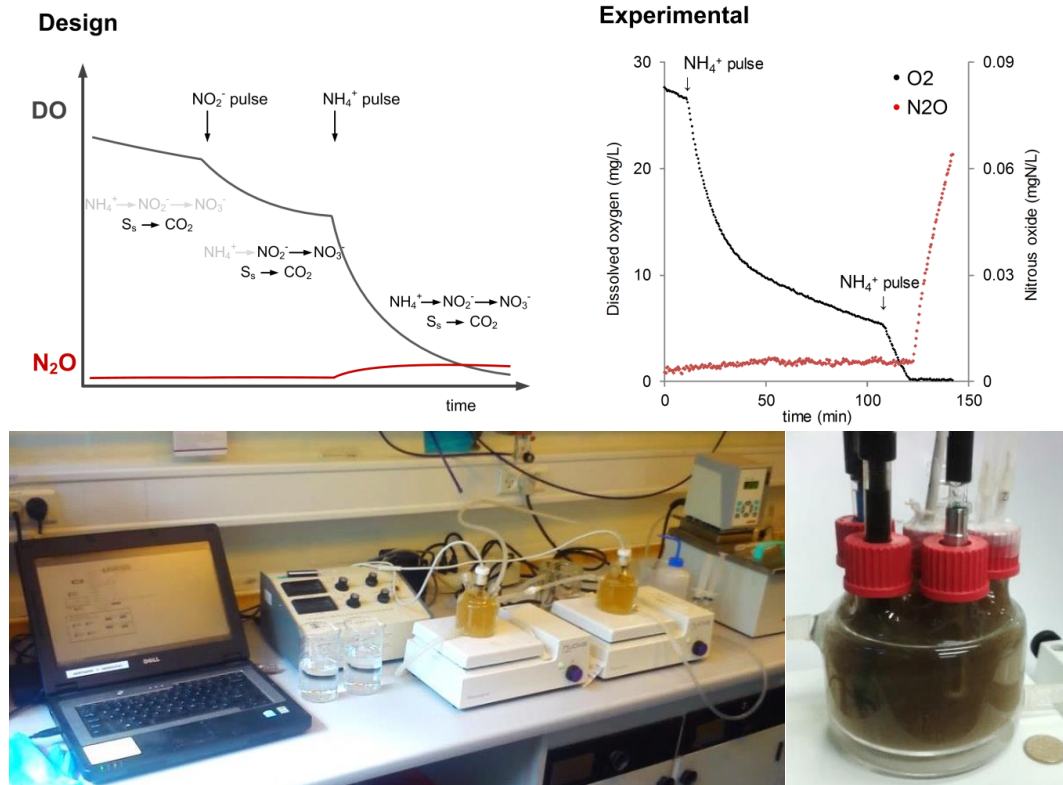 Design
DO
NO₂⁻ pulse
NH₄⁺ pulse
NH₄⁺→NO₂⁻→NO₃⁻
Sₛ → CO₂
NH₄⁺→NO₂⁻→NO₃⁻
Sₛ → CO₂
NH₄⁺→NO₂⁻→NO₃⁻
Sₛ → CO₂
N₂O
time
Experimental
30
20
10
0
Dissolved oxygen (mg/L)
NH₄⁺ pulse
↓
NH₄⁺ pulse
↓
O2
N2O
0.09
0.06
0.03
0
Nitrous oxide (mgN/L)
0
50
100
150
time (min)
DELL